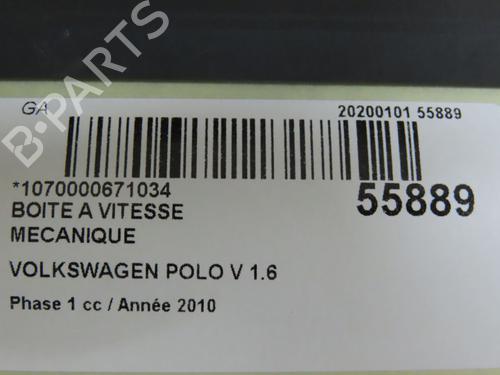 GA
20200101 55889
*1070000671034
55889
BOITE A VITESSE
MECANIQUE
VOLKSWAGEN POLO V 1.6
Phase 1 cc / Année 2010
B-PARTS